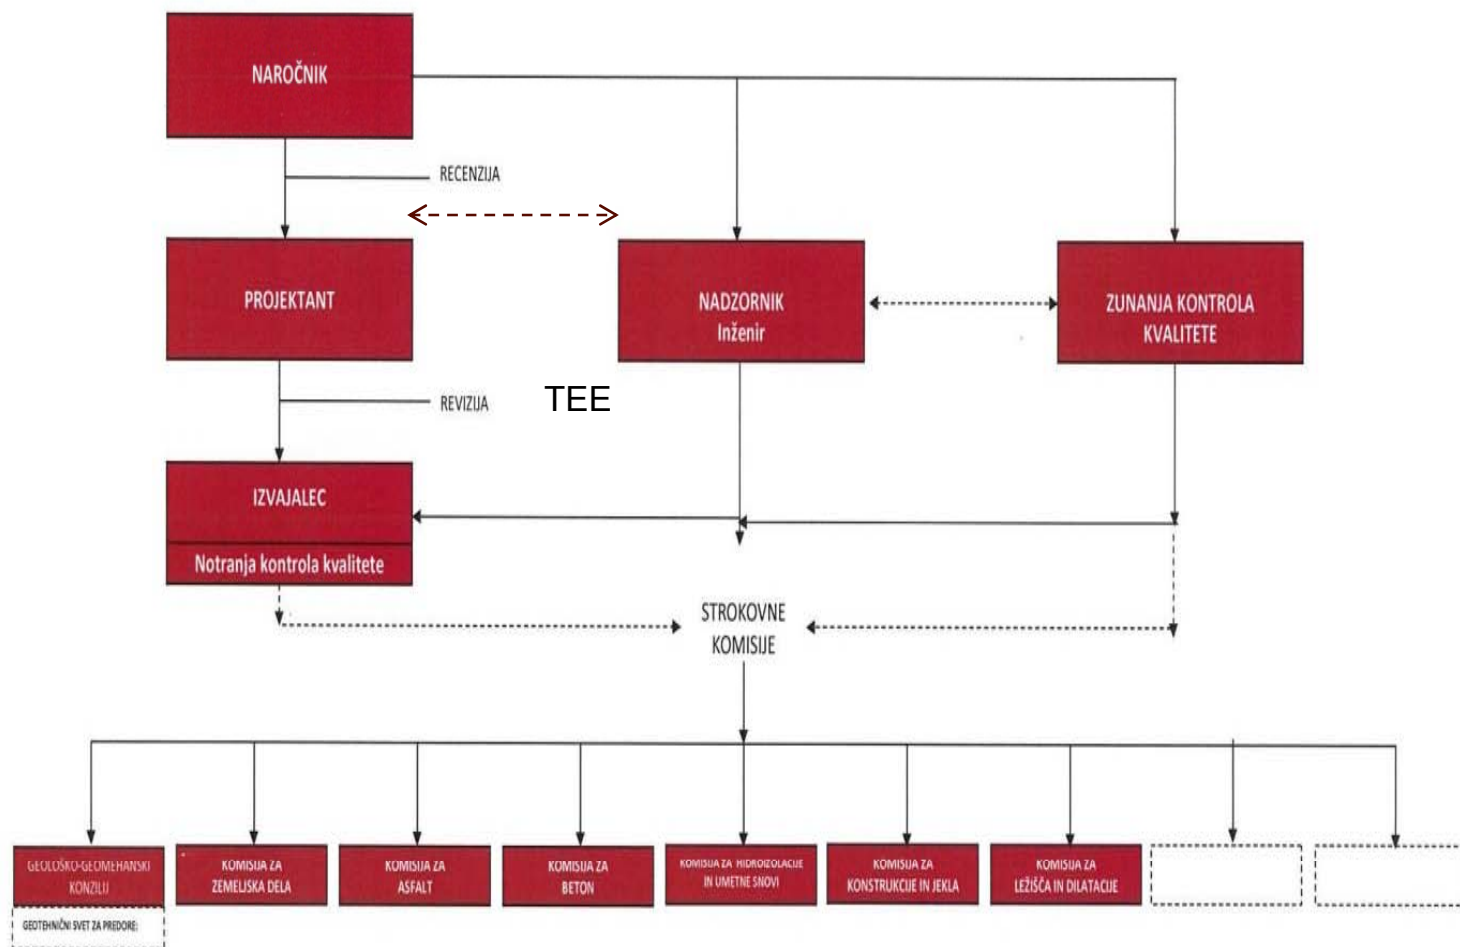 NAROČNIK
RECENZIJA
PROJEKTANT
NADZORNIK
Inženir
ZUNANJA KONTROLA
KVALITETE
REVIZIJA
TEE
IZVAJALEC
Notranja kontrola kvalitete
STROKOVNE
KOMISIJE
GEOLOŠKO-GEOMEHANSKI
KONZILIJ
KOMISIJA ZA
ZEMELJSKA DELA
KOMISIJA ZA
ASFALT
KOMISIJA ZA
BETON
KOMISIJA ZA HIDROIZOLACIJE
IN UMETNE SNOVI
KOMISIJA ZA
KONSTRUKCIJE IN JEKLA
KOMISIJA ZA
LEŽIŠČA IN DILATACIJE
GEOTEHNIČNI SVET ZA PREDORE: